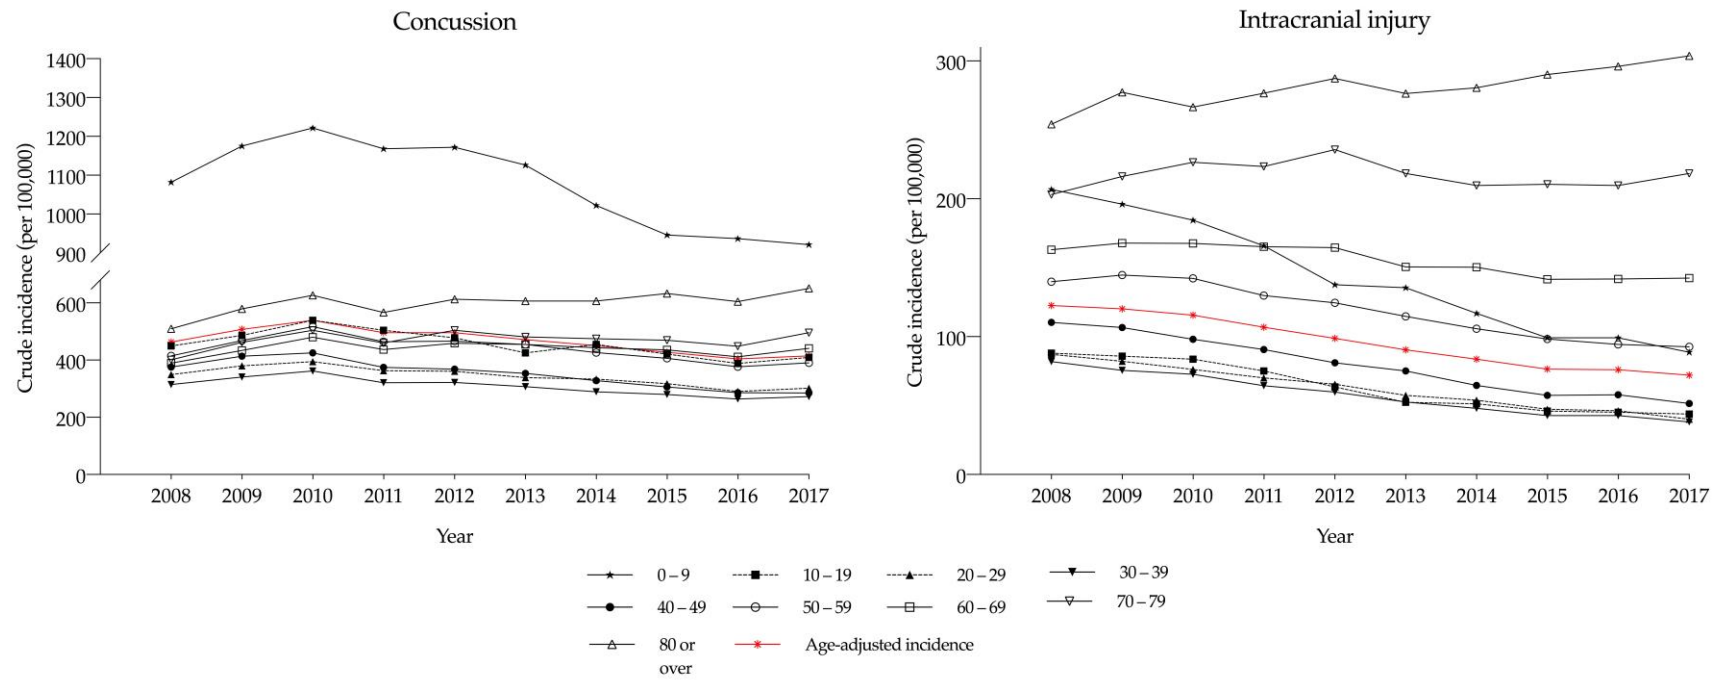 Concussion
Crude incidence (per 100,000)
1400
1300
1200
1100
1000
900
600
400
200
0
2008 2009 2010 2011 2012 2013 2014 2015 2016 2017
Year
Intracranial injury
Crude incidence (per 100,000)
300
200
100
0
2008 2009 2010 2011 2012 2013 2014 2015 2016 2017
Year
0 – 9 10 – 19 20 – 29 30 – 39
40 – 49 50 – 59 60 – 69 70 – 79
80 or Age-adjusted incidence
over